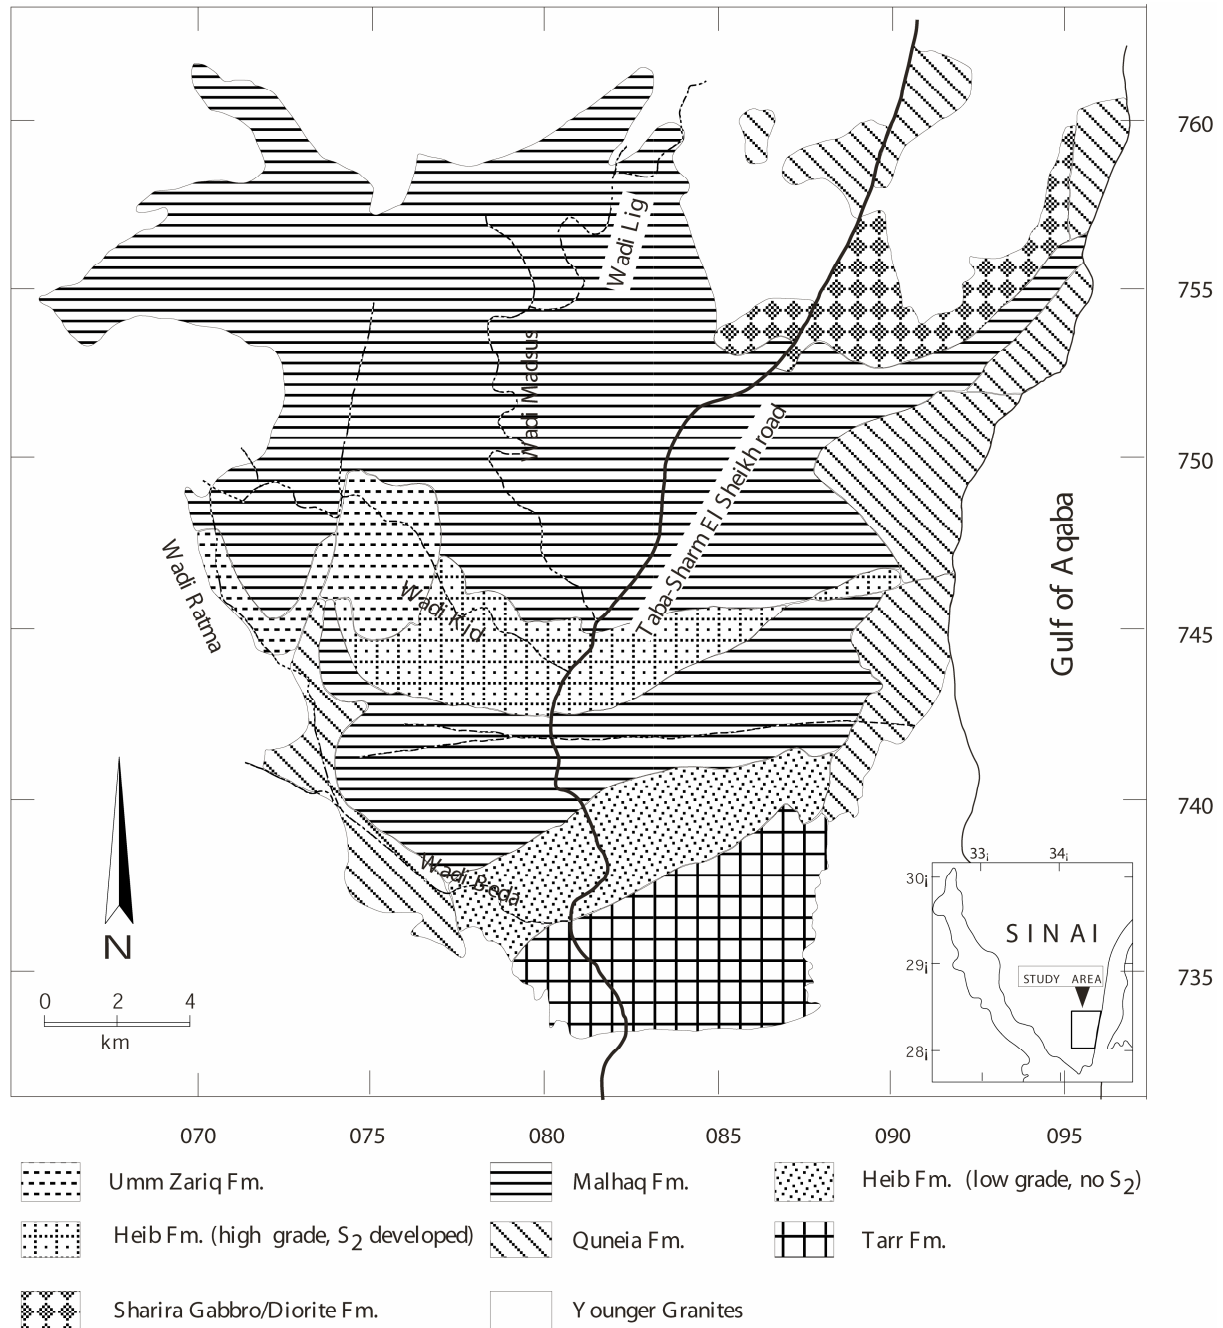 760
755
750
745
740
735
Wadi Lig
Wadi Madsus
Taba-Sharm El Sheikh road
Wadi Ratma
Wadi Kid
Wadi Beda
Gulf of Aqaba
N
0 2 4
km
33¡ 34¡
30¡
29¡
28¡
SINAI
STUDY AREA
070 075 080 085 090 095
Umm Zariq Fm.
Malhaq Fm.
Heib Fm. (low grade, no S2)
Heib Fm. (high grade, S2 developed)
Quneia Fm.
Tarr Fm.
Sharira Gabbro/Diorite Fm.
Younger Granites